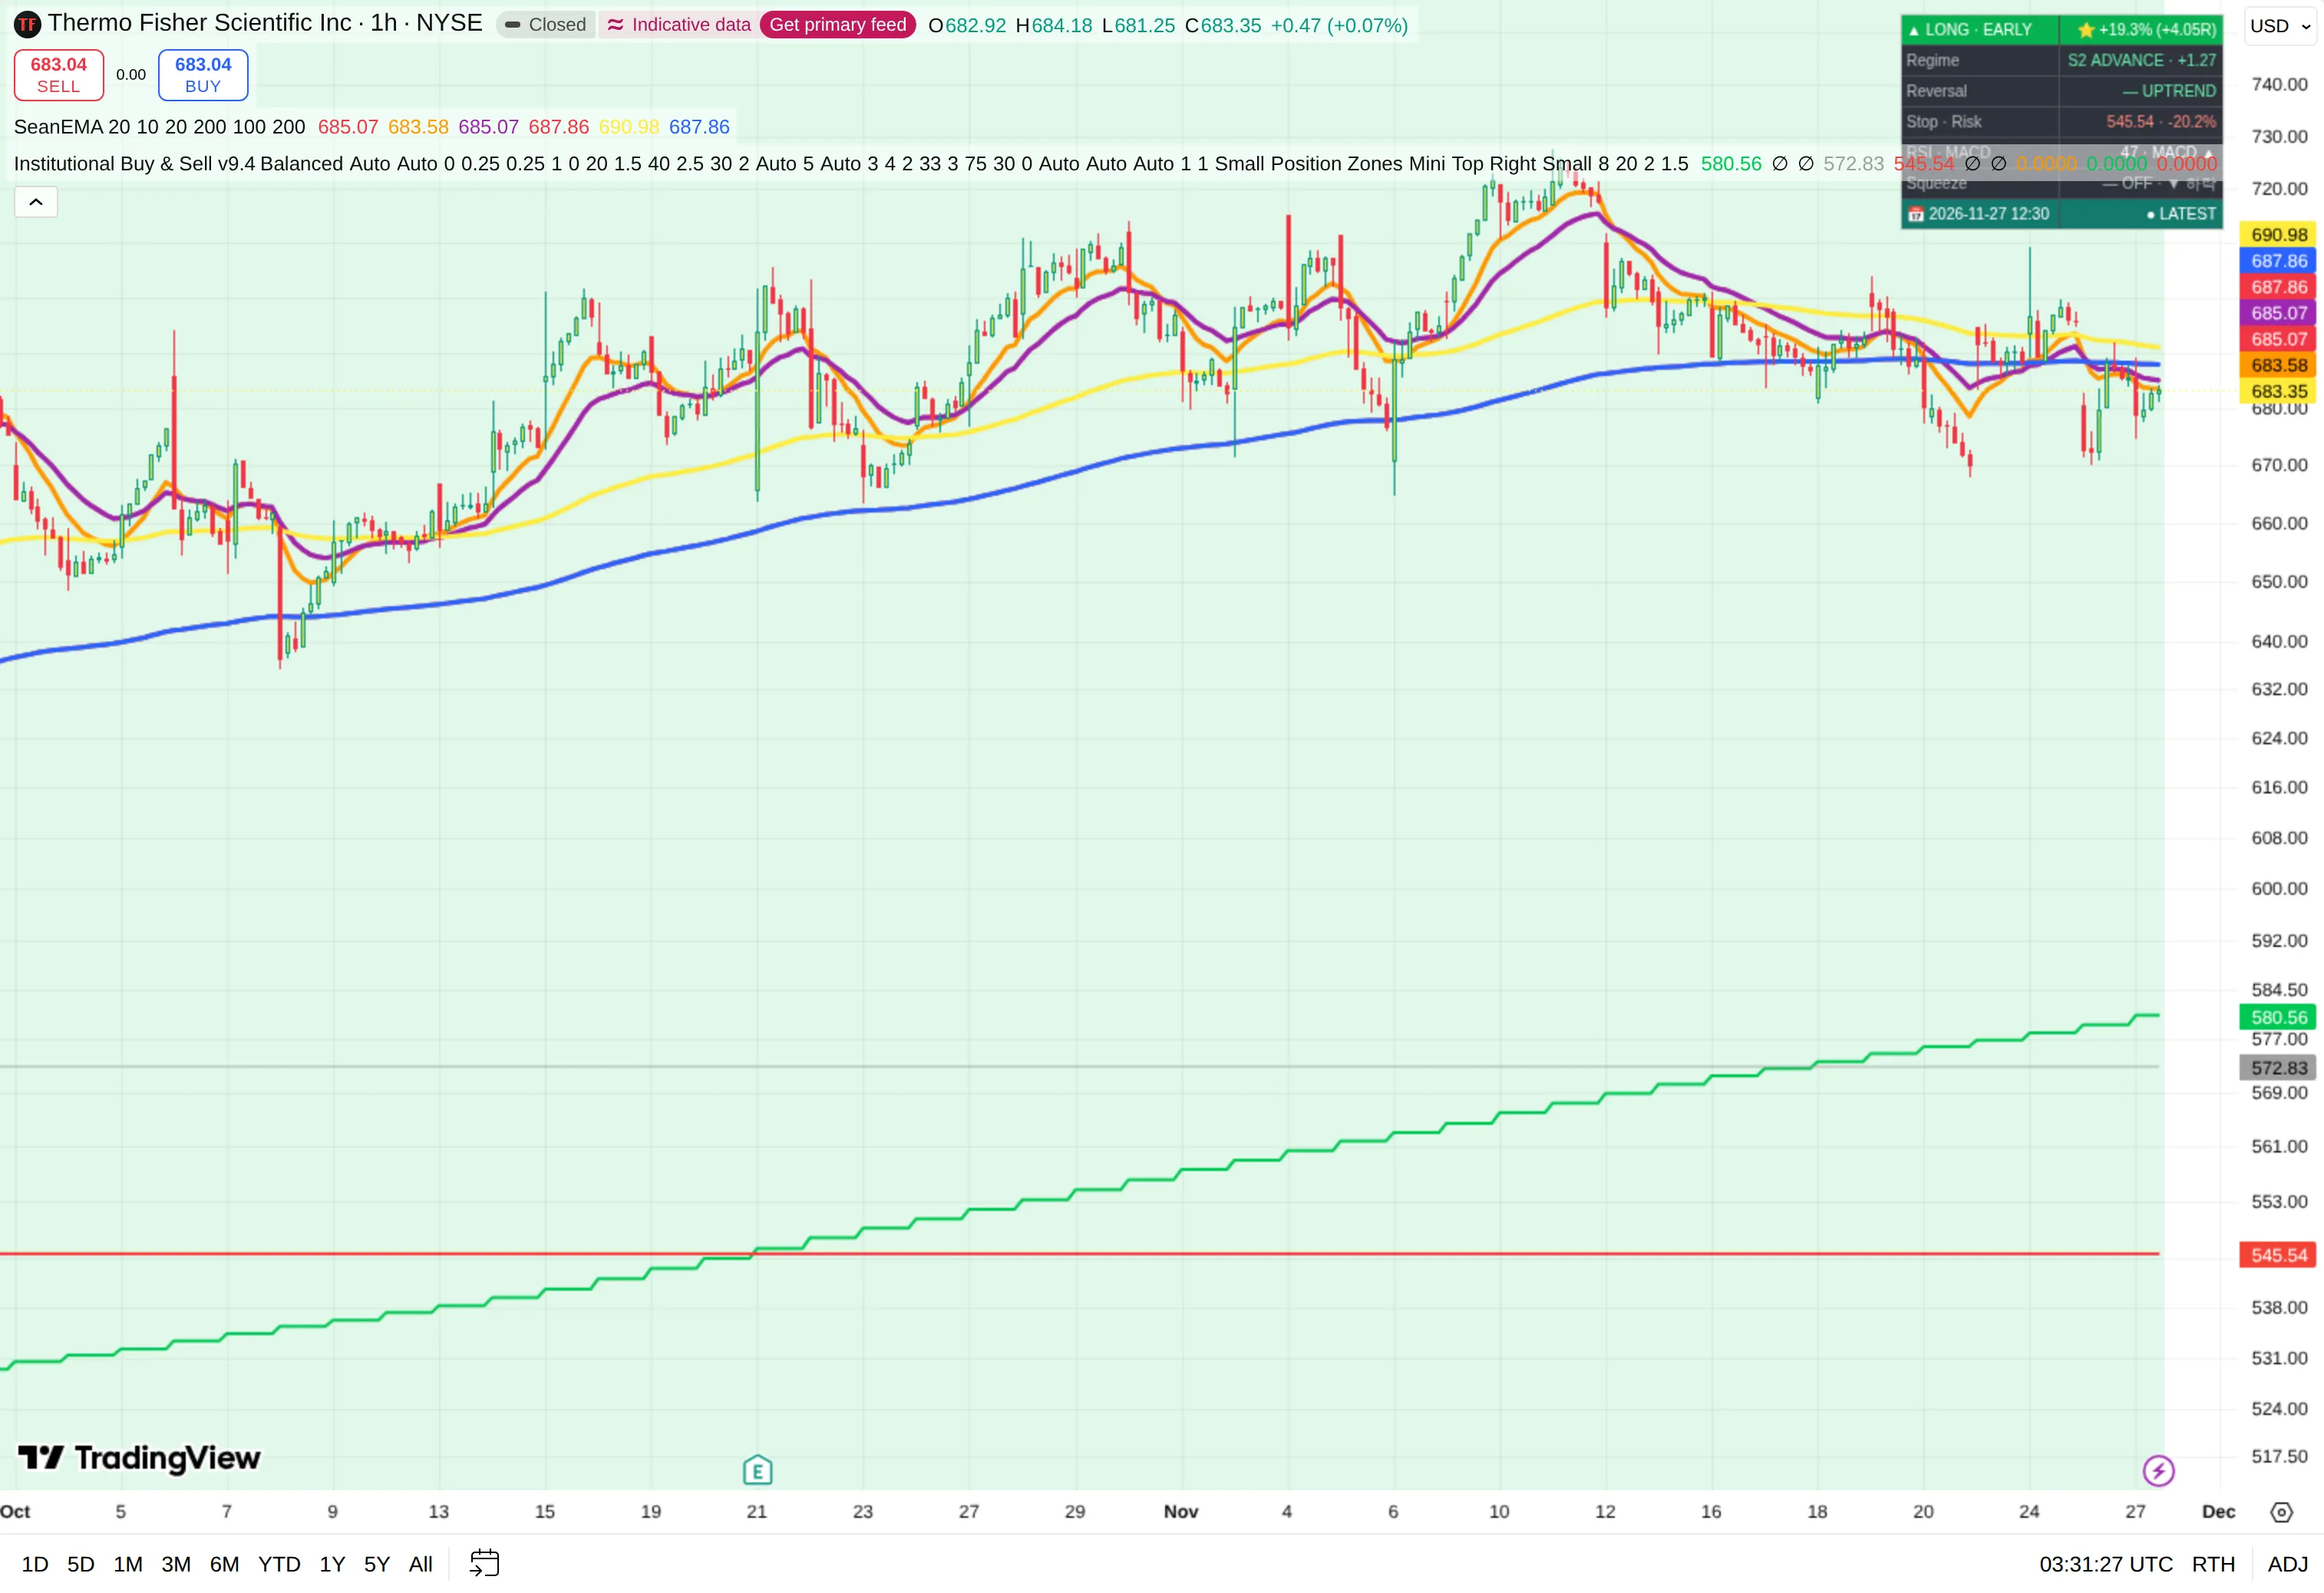 Thermo Fisher Scientific Inc · 1h · NYSE Closed Indicative data Get primary feed O682.92 H684.18 L681.25 C683.35 +0.47 (+0.07%)
683.04 SELL 0.00 683.04 BUY
SeanEMA 20 10 20 200 100 200 685.07 683.58 685.07 687.86 690.98 687.86
Institutional Buy & Sell v9.4 Balanced Auto Auto 0 0.25 0.25 1 0 20 1.5 40 2.5 30 2 Auto 5 Auto 3 4 2 33 3 75 30 0 Auto Auto Auto 1 1 Small Position Zones Mini Top Right Small 8 20 2 1.5 580.56 ∅ ∅ 572.83 545.54 ∅ ∅ 0.0000 0.0000 0.0000
▲ LONG · EARLY ⭐ +19.3% (+4.05R)
Regime S2 ADVANCE · +1.27
Reversal — UPTREND
Stop · Risk 545.54 · -20.2%
RSI · MACD 47 · MACD ▲
Squeeze — OFF · ▼ 하락
📅 2026-11-27 12:30 ● LATEST
USD
740.00
730.00
720.00
690.98
687.86
687.86
685.07
685.07
683.58
683.35
680.00
670.00
660.00
650.00
640.00
632.00
624.00
616.00
608.00
600.00
592.00
584.50
580.56
577.00
572.83
569.00
561.00
553.00
545.54
538.00
531.00
524.00
517.50
TradingView
E
Oct 5 7 9 13 15 19 21 23 27 29 Nov 4 6 10 12 16 18 20 24 27 Dec
1D 5D 1M 3M 6M YTD 1Y 5Y All 03:31:27 UTC RTH ADJ